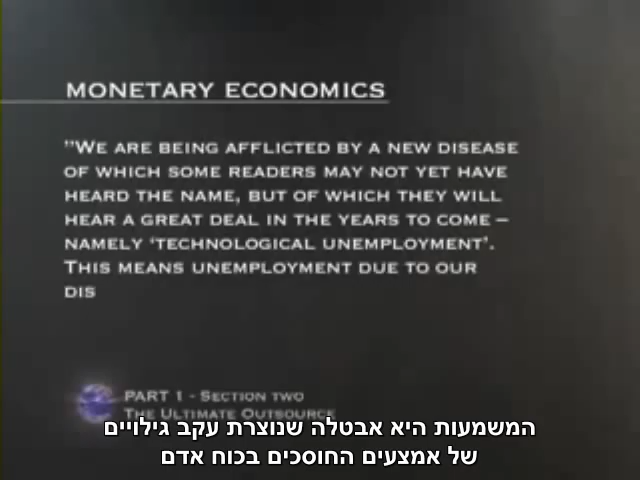 MONETARY ECONOMICS
"WE ARE BEING AFFLICTED BY A NEW DISEASE
OF WHICH SOME READERS MAY NOT YET HAVE
HEARD THE NAME, BUT OF WHICH THEY WILL
HEAR A GREAT DEAL IN THE YEARS TO COME –
NAMELY ‘TECHNOLOGICAL UNEMPLOYMENT’.
THIS MEANS UNEMPLOYMENT DUE TO OUR
DIS
PART 1 - SECTION TWO
THE ULTIMATE OUTSOURCE
המשמעות היא אבטלה שנוצרת עקב גילויים
של אמצעים החוסכים בכוח אדם